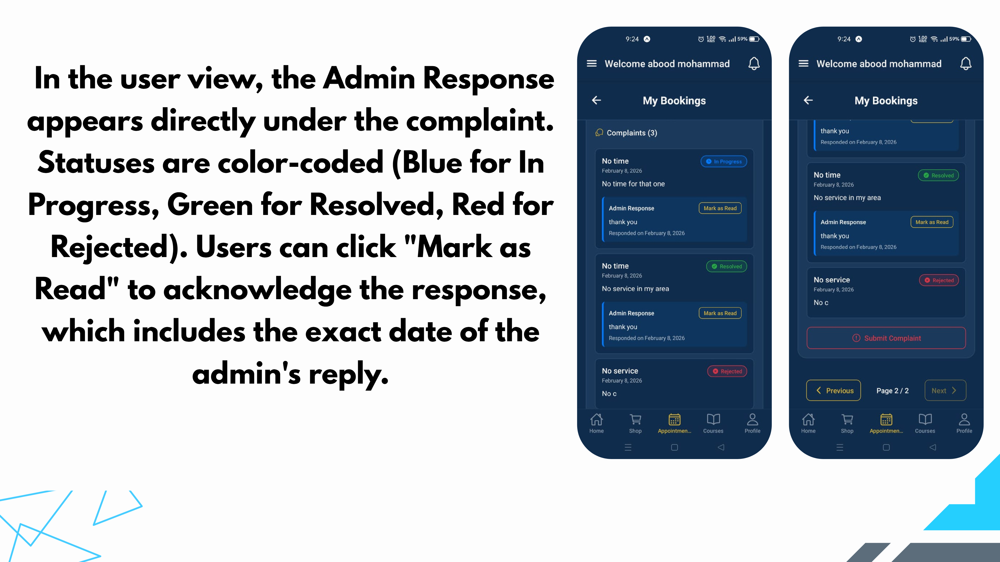 In the user view, the Admin Response
appears directly under the complaint.
Statuses are color-coded (Blue for In
Progress, Green for Resolved, Red for
Rejected). Users can click "Mark as
Read" to acknowledge the response,
which includes the exact date of the
admin's reply.
9:24 1.00 KB/S 59%
Welcome abood mohammad
My Bookings
Complaints (3)
No time In Progress
February 8, 2026
No time for that one
Admin Response Mark as Read
thank you
Responded on February 8, 2026
No time Resolved
February 8, 2026
No service in my area
Admin Response Mark as Read
thank you
Responded on February 8, 2026
No service Rejected
February 8, 2026
No c
Home Shop Appointmen... Courses Profile
9:24 1.00 KB/S 59%
Welcome abood mohammad
My Bookings
thank you
Responded on February 8, 2026
No time Resolved
February 8, 2026
No service in my area
Admin Response Mark as Read
thank you
Responded on February 8, 2026
No service Rejected
February 8, 2026
No c
Submit Complaint
Previous Page 2 / 2 Next
Home Shop Appointmen... Courses Profile